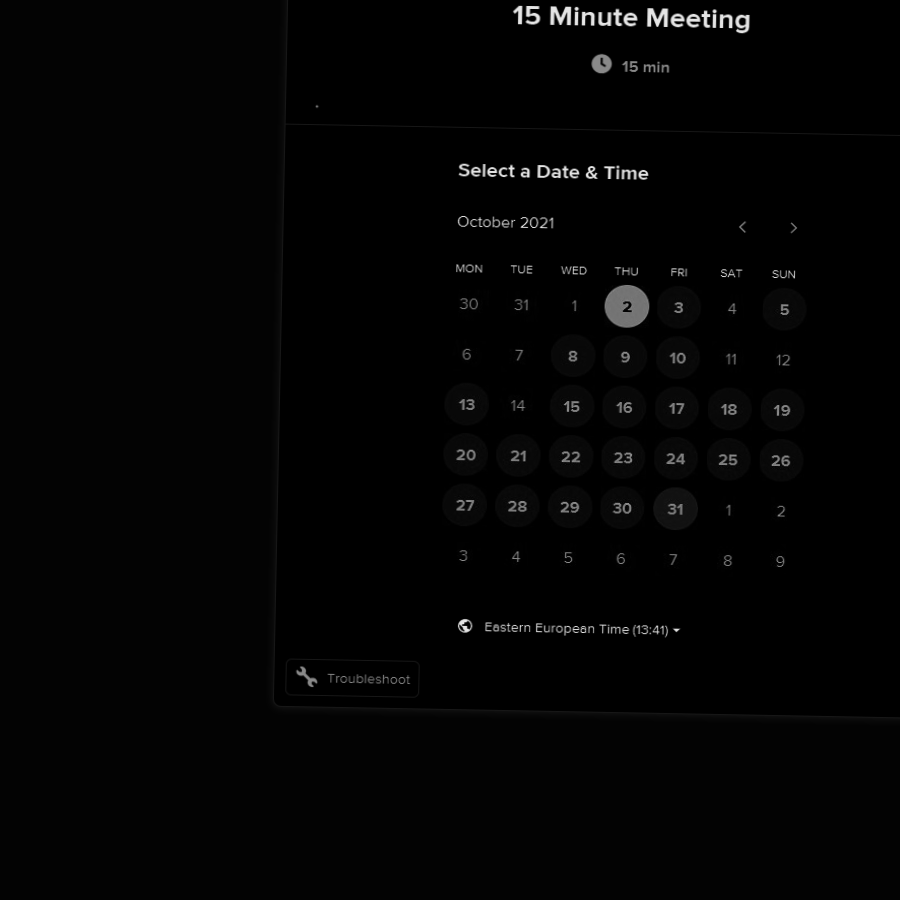 15 Minute Meeting
15 min
Select a Date & Time
October 2021
MON TUE WED THU FRI SAT SUN
30 31 1 2 3 4 5
6 7 8 9 10 11 12
13 14 15 16 17 18 19
20 21 22 23 24 25 26
27 28 29 30 31 1 2
3 4 5 6 7 8 9
Eastern European Time (13:41)
Troubleshoot